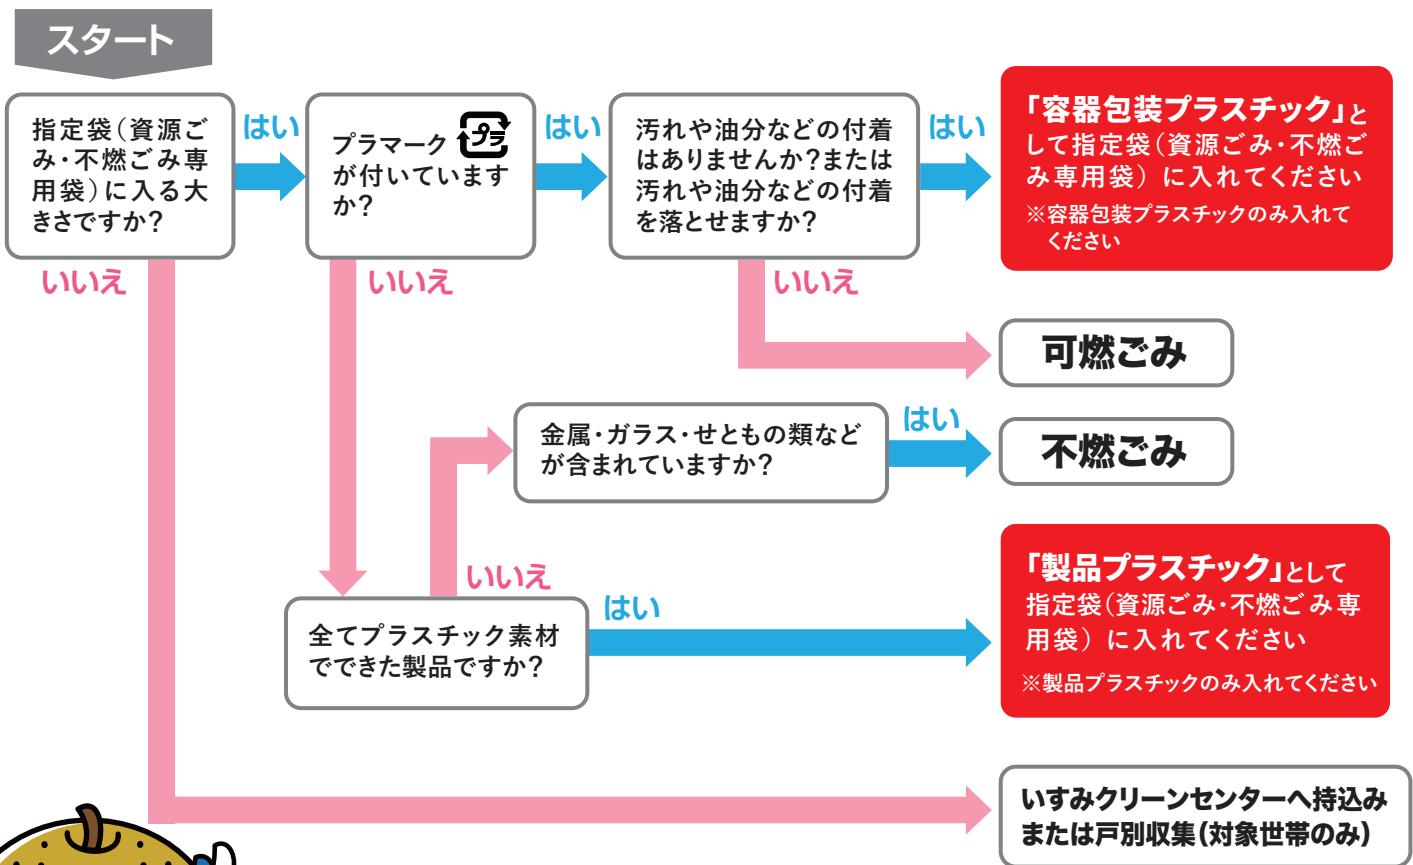 スタート
指定袋（資源ご
み・不燃ごみ専
用袋）に入る大
きさですか？
はい
いいえ
プラマーク プラ
が付いています
か？
はい
いいえ
汚れや油分などの付着
はありませんか？または
汚れや油分などの付着
を落とせますか？
はい
いいえ
「容器包装プラスチック」と
して指定袋（資源ごみ・不燃ご
み専用袋）に入れてください
※容器包装プラスチックのみ入れて
ください
可燃ごみ
金属・ガラス・せともの類など
が含まれていますか？
はい
不燃ごみ
いいえ
全てプラスチック素材
でできた製品ですか？
はい
「製品プラスチック」として
指定袋（資源ごみ・不燃ごみ専
用袋）に入れてください
※製品プラスチックのみ入れてください
いすみクリーンセンターへ持込み
または戸別収集（対象世帯のみ）